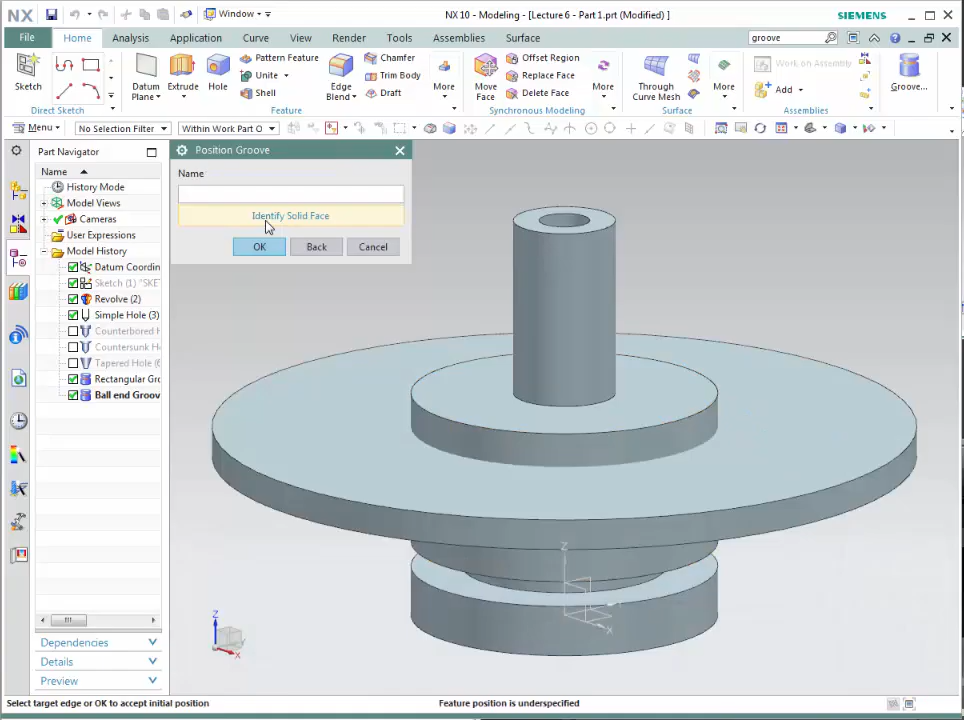 NX Window NX 10 - Modeling - [Lecture 6 - Part 1.prt (Modified) ] SIEMENS
File Home Analysis Application Curve View Render Tools Assemblies Surface groove
Sketch Datum Plane Extrude Hole Pattern Feature Unite Shell Edge Blend Chamfer Trim Body Draft More Move Face Offset Region Replace Face Delete Face More Through Curve Mesh More Work on Assembly Add Groove...
Direct Sketch Feature Synchronous Modeling Surface Assemblies
Menu No Selection Filter Within Work Part O
Part Navigator
Name
History Mode
Model Views
Cameras
User Expressions
Model History
Datum Coordin
Sketch (1) "SKE
Revolve (2)
Simple Hole (3)
Counterbored H
Countersunk H
Tapered Hole (6
Rectangular Gr
Ball end Groov
Dependencies
Details
Preview
Position Groove
Name
Identify Solid Face
OK Back Cancel
Z
X
Z
X
Select target edge or OK to accept initial position Feature position is underspecified